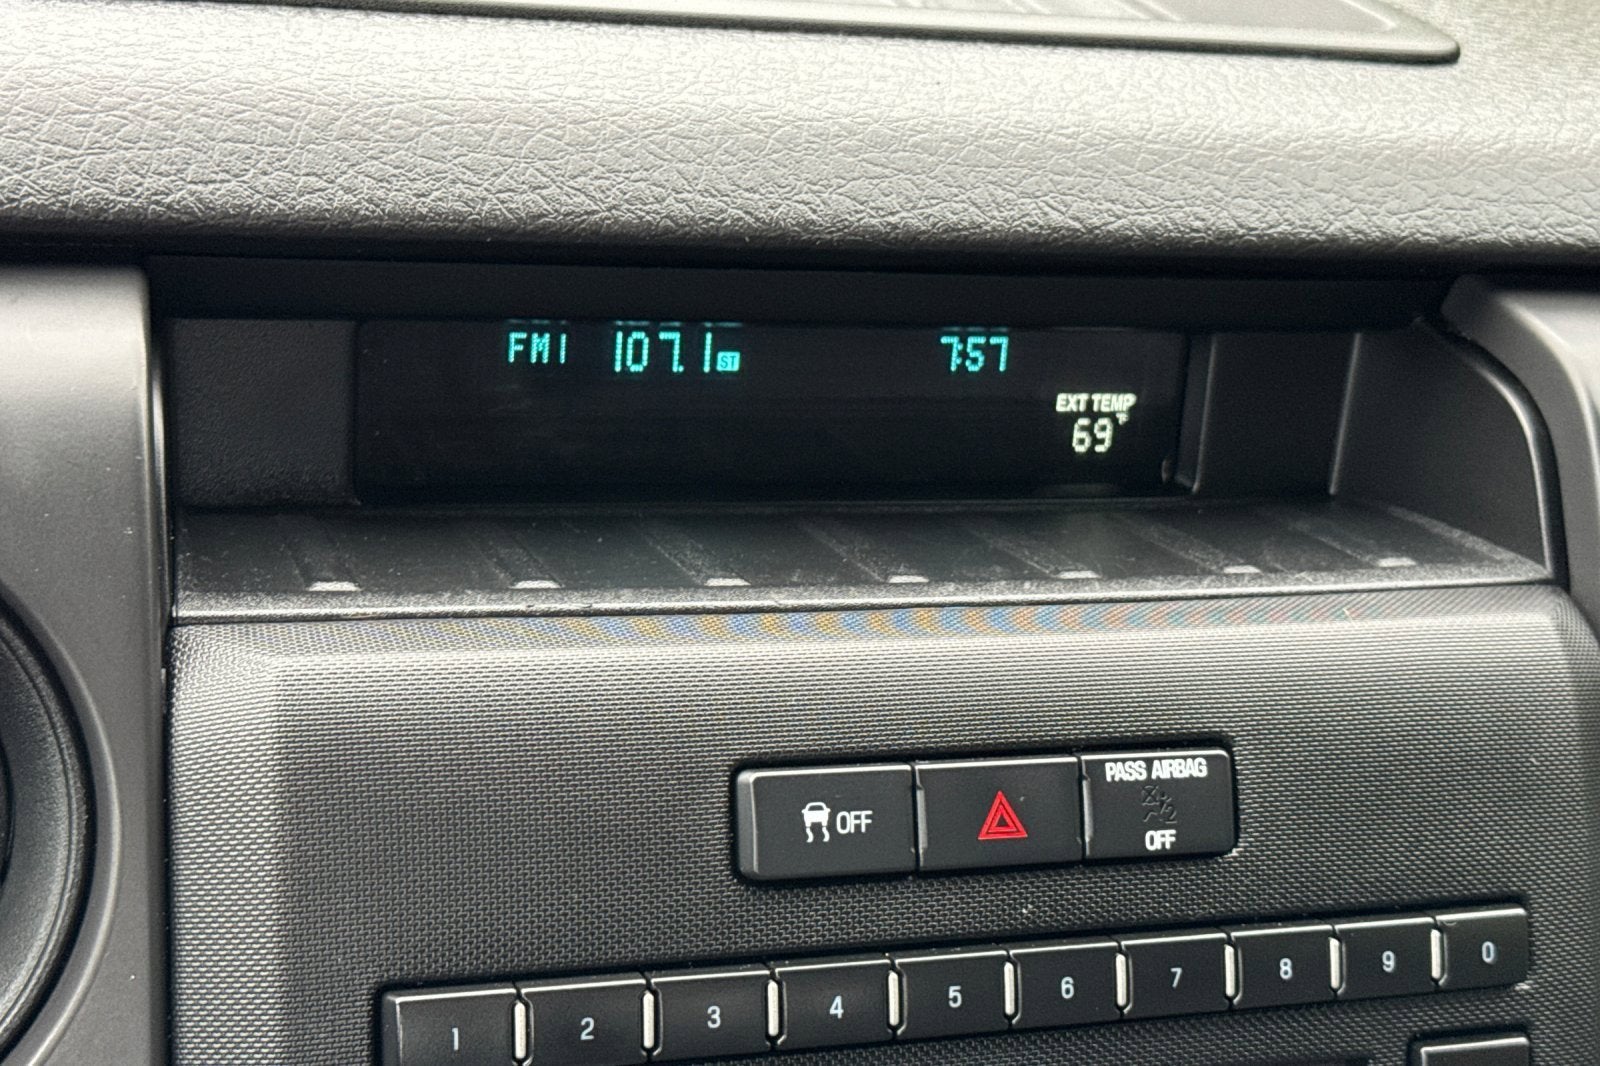 FM1 107.1 ST 7:57
EXT TEMP
69°F
OFF
PASS AIRBAG
OFF
1 2 3 4 5 6 7 8 9 0